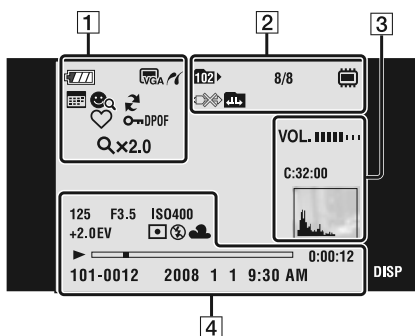 1
2
3
VGA
102
8/8
DPOF
×2.0
VOL.
C:32:00
125 F3.5 ISO400
+2.0EV
0:00:12
101-0012 2008 1 1 9:30 AM
DISP
4